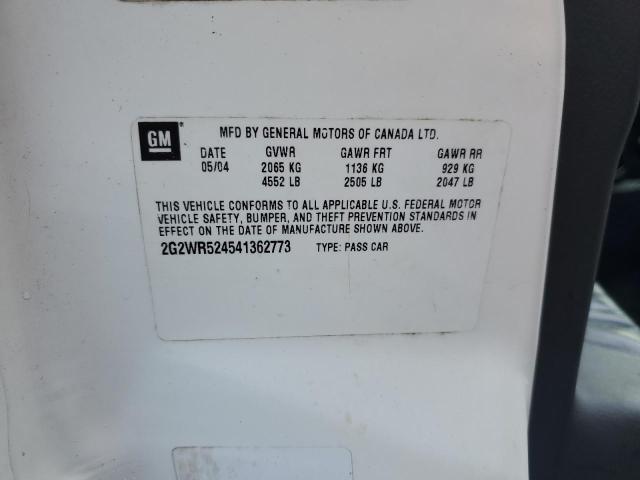 GM
MFD BY GENERAL MOTORS OF CANADA LTD.
DATE GVWR GAWR FRT GAWR RR
05/04 2065 KG 1136 KG 929 KG
4552 LB 2505 LB 2047 LB
THIS VEHICLE CONFORMS TO ALL APPLICABLE U.S. FEDERAL MOTOR
VEHICLE SAFETY, BUMPER, AND THEFT PREVENTION STANDARDS IN
EFFECT ON THE DATE OF MANUFACTURE SHOWN ABOVE.
2G2WR524541362773 TYPE: PASS CAR